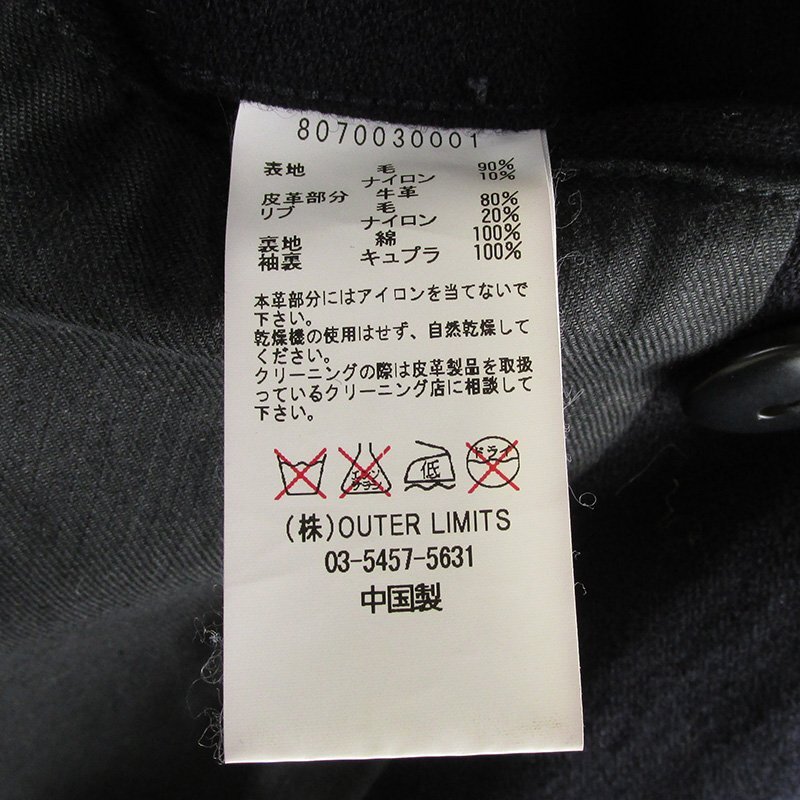 8070030001
表地 毛 90%
ナイロン 10%
皮革部分 牛革
リブ 毛 80%
ナイロン 20%
裏地 綿 100%
袖裏 キュプラ 100%
本革部分にはアイロンを当てないで
下さい。
乾燥機の使用はせず、自然乾燥して
ください。
クリーニングの際は皮革製品を取扱
っているクリーニング店に相談して
下さい。
エンソ サラシ 低 ドライ
(株)OUTER LIMITS
03-5457-5631
中国製